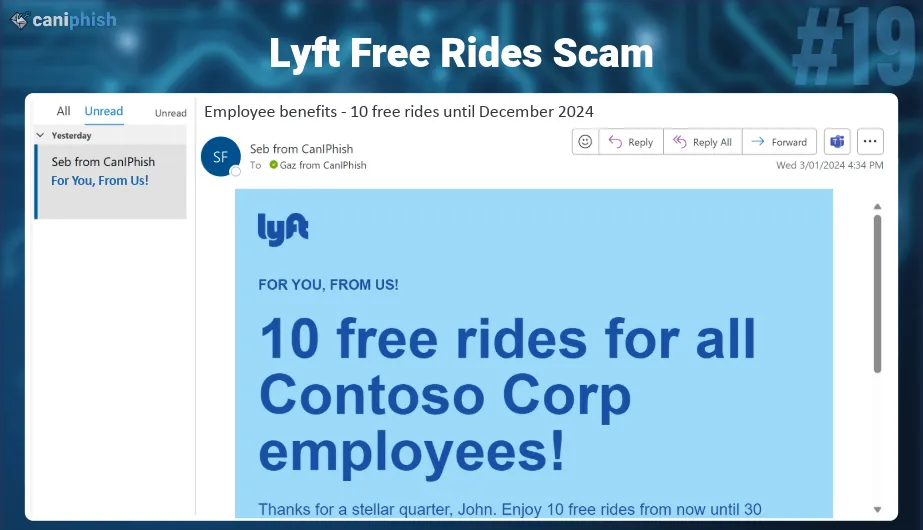 caniphish
#19
Lyft Free Rides Scam
All Unread Unread
Yesterday
Seb from CanIPhish
For You, From Us!
Employee benefits - 10 free rides until December 2024
SF
Seb from CanIPhish
To Gaz from CanIPhish
Reply Reply All Forward
Wed 3/01/2024 4:34 PM
lyft
FOR YOU, FROM US!
10 free rides for all
Contoso Corp
employees!
Thanks for a stellar quarter, John. Enjoy 10 free rides from now until 30